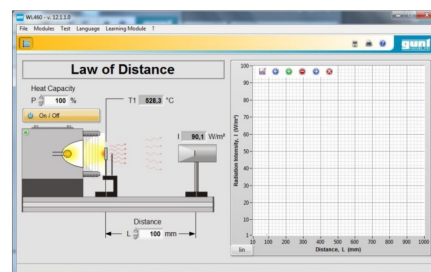 WL460 - v. 12.1.1.0
File Modules Test Language Learning Module ?
gunt
Law of Distance
Heat Capacity
P 100 %
On / Off
T1 528,3 °C
I 90,1 W/m²
Distance
L 100 mm
Radiation Intensity, I (W/m²)
100
90
80
70
60
50
40
30
20
10
1
10 100 200 300 400 500 600 700 800 900 1000
lin
Distance, L (mm)